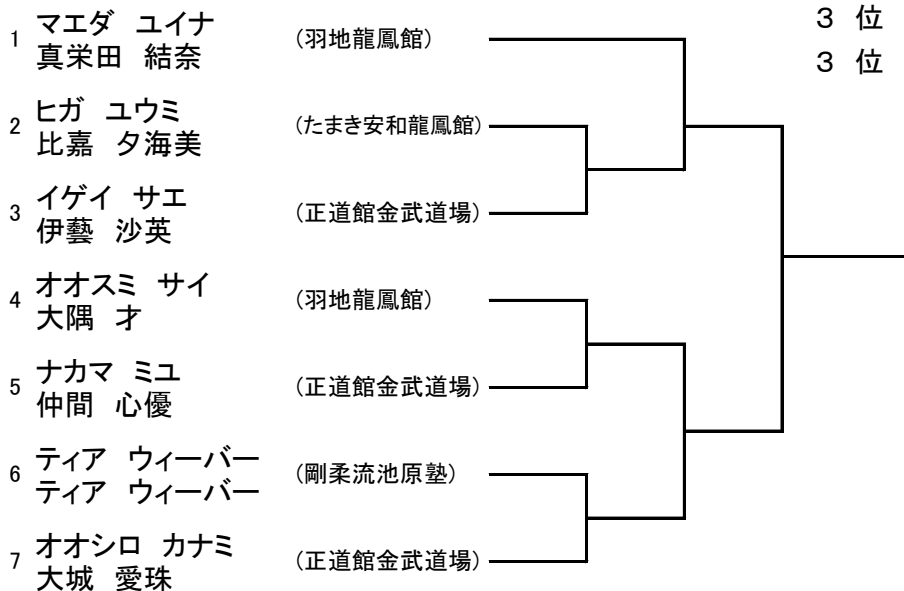 3 位
3 位
1 マエダ ユイナ (羽地龍鳳館)
真栄田 結奈
2 ヒガ ユウミ (たまき安和龍鳳館)
比嘉 夕海美
3 イゲイ サエ (正道館金武道場)
伊藝 沙英
4 オオスミ サイ (羽地龍鳳館)
大隅 才
5 ナカマ ミユ (正道館金武道場)
仲間 心優
6 ティア ウィーバー (剛柔流池原塾)
ティア ウィーバー
7 オオシロ カナミ (正道館金武道場)
大城 愛珠